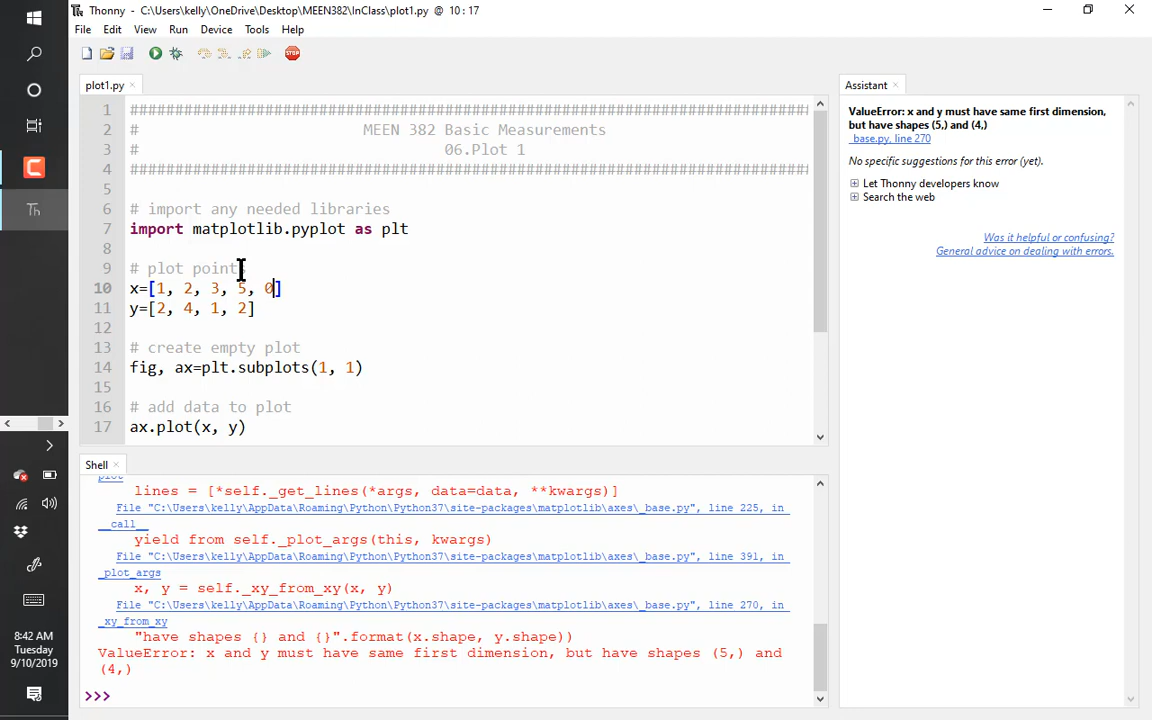 Thonny - C:\Users\kelly\OneDrive\Desktop\MEEN382\InClass\plot1.py @ 10 : 17
File Edit View Run Device Tools Help
STOP
plot1.py ×
1 ################################################################################
2 # MEEN 382 Basic Measurements
3 # 06.Plot 1
4 ################################################################################
5
6 # import any needed libraries
7 import matplotlib.pyplot as plt
8
9 # plot points
10 x=[1, 2, 3, 5, 0]
11 y=[2, 4, 1, 2]
12
13 # create empty plot
14 fig, ax=plt.subplots(1, 1)
15
16 # add data to plot
17 ax.plot(x, y)
Shell ×
plot
lines = [*self._get_lines(*args, data=data, **kwargs)]
File "C:\Users\kelly\AppData\Roaming\Python\Python37\site-packages\matplotlib\axes\_base.py", line 225, in
__call__
yield from self._plot_args(this, kwargs)
File "C:\Users\kelly\AppData\Roaming\Python\Python37\site-packages\matplotlib\axes\_base.py", line 391, in
_plot_args
x, y = self._xy_from_xy(x, y)
File "C:\Users\kelly\AppData\Roaming\Python\Python37\site-packages\matplotlib\axes\_base.py", line 270, in
_xy_from_xy
"have shapes {} and {}".format(x.shape, y.shape))
ValueError: x and y must have same first dimension, but have shapes (5,) and
(4,)
>>>
Assistant ×
ValueError: x and y must have same first dimension,
but have shapes (5,) and (4,)
_base.py, line 270
No specific suggestions for this error (yet).
Let Thonny developers know
Search the web
Was it helpful or confusing?
General advice on dealing with errors.
Th
8:42 AM
Tuesday
9/10/2019